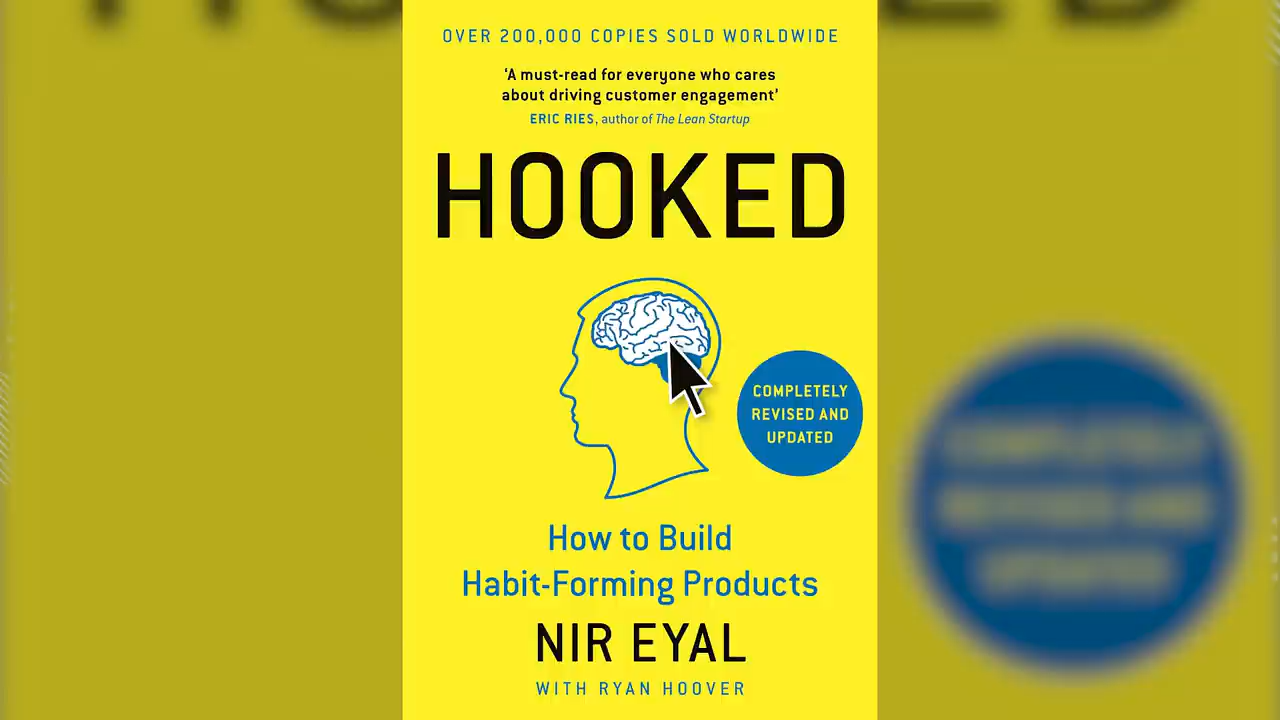 OVER 200,000 COPIES SOLD WORLDWIDE
‘A must-read for everyone who cares
about driving customer engagement’
ERIC RIES, author of The Lean Startup
HOOKED
COMPLETELY
REVISED AND
UPDATED
How to Build
Habit-Forming Products
NIR EYAL
WITH RYAN HOOVER